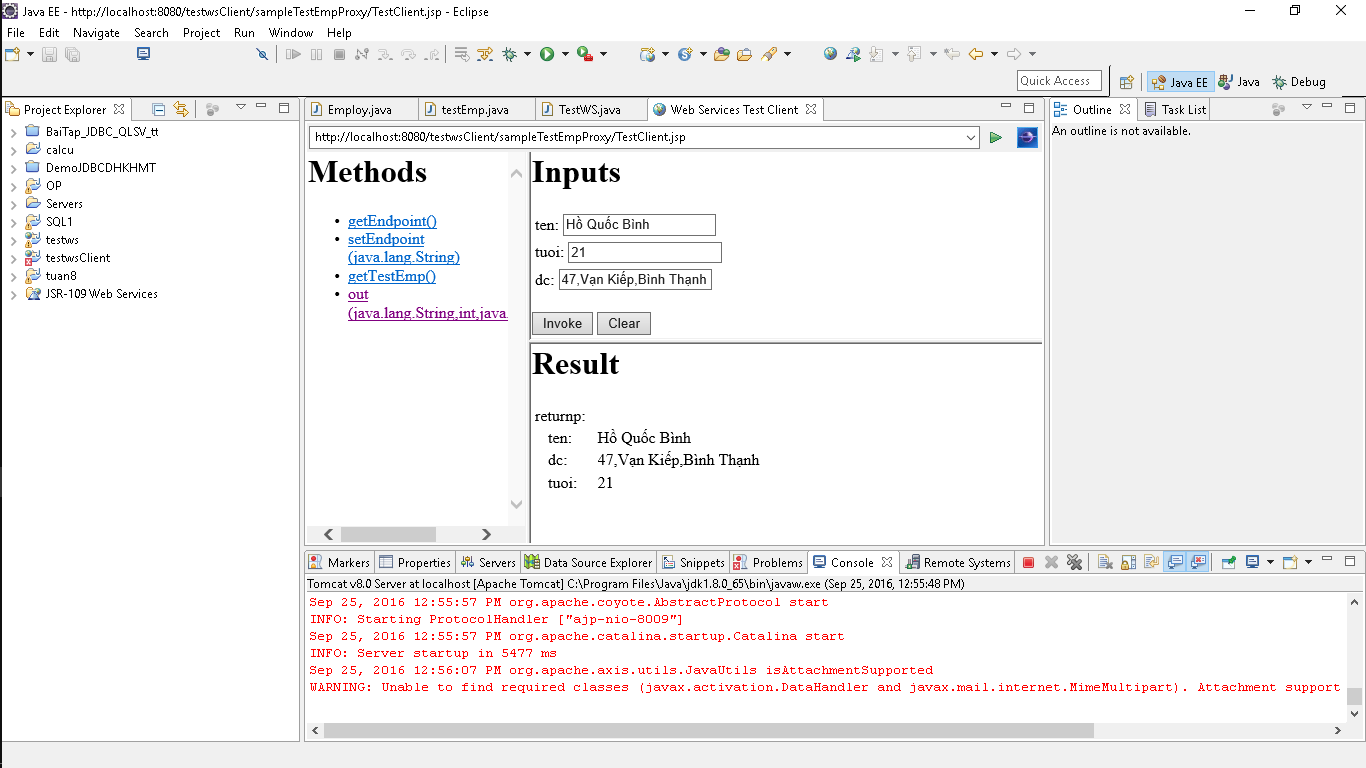 Java EE - http://localhost:8080/testwsClient/sampleTestEmpProxy/TestClient.jsp - Eclipse
File Edit Navigate Search Project Run Window Help
Quick Access
Java EE
Java
Debug
Project Explorer
BaiTap_JDBC_QLSV_tt
calcu
DemoJDBCDHKHMT
OP
Servers
SQL1
testws
testwsClient
tuan8
JSR-109 Web Services
Employ.java
testEmp.java
TestWS.java
Web Services Test Client
http://localhost:8080/testwsClient/sampleTestEmpProxy/TestClient.jsp
Methods
getEndpoint()
setEndpoint
(java.lang.String)
getTestEmp()
out
(java.lang.String,int,java.
Inputs
ten: Hồ Quốc Bình
tuoi: 21
dc: 47,Vạn Kiếp,Bình Thạnh
Invoke Clear
Result
returnp:
ten: Hồ Quốc Bình
dc: 47,Vạn Kiếp,Bình Thạnh
tuoi: 21
Outline
Task List
An outline is not available.
Markers
Properties
Servers
Data Source Explorer
Snippets
Problems
Console
Remote Systems
Tomcat v8.0 Server at localhost [Apache Tomcat] C:\Program Files\Java\jdk1.8.0_65\bin\javaw.exe (Sep 25, 2016, 12:55:48 PM)
Sep 25, 2016 12:55:57 PM org.apache.coyote.AbstractProtocol start
INFO: Starting ProtocolHandler ["ajp-nio-8009"]
Sep 25, 2016 12:55:57 PM org.apache.catalina.startup.Catalina start
INFO: Server startup in 5477 ms
Sep 25, 2016 12:56:07 PM org.apache.axis.utils.JavaUtils isAttachmentSupported
WARNING: Unable to find required classes (javax.activation.DataHandler and javax.mail.internet.MimeMultipart). Attachment support